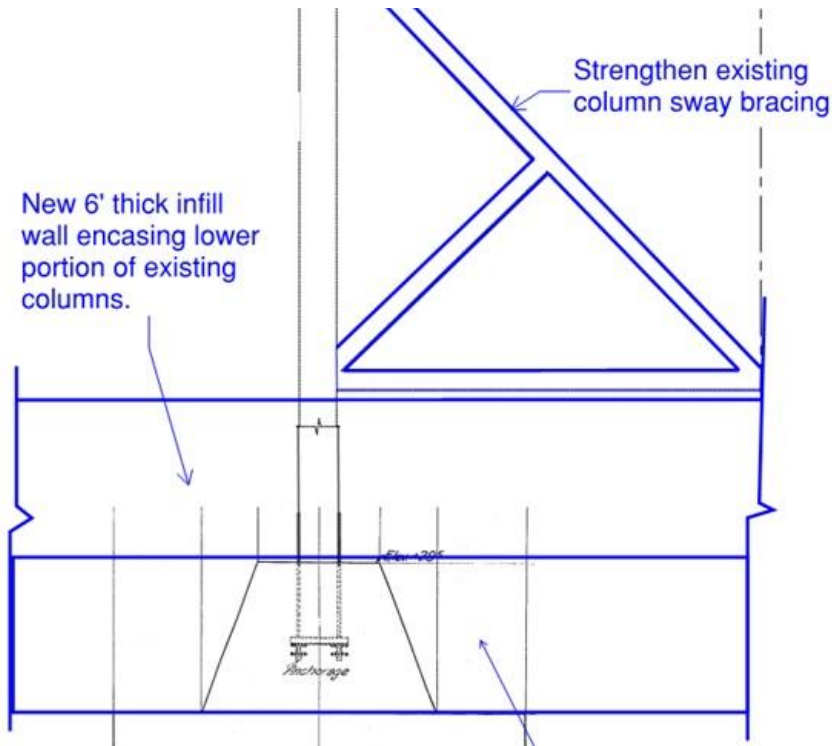 Strengthen existing
column sway bracing
New 6' thick infill
wall encasing lower
portion of existing
columns.
Anchorage